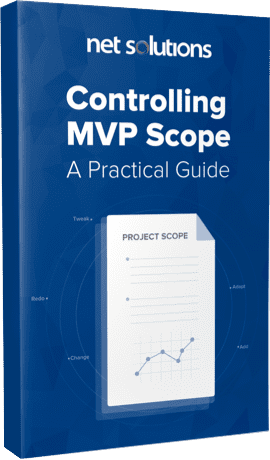 net solutions
Controlling
MVP Scope
A Practical Guide
Tweak
PROJECT SCOPE
Redo
Amend
Add
Change